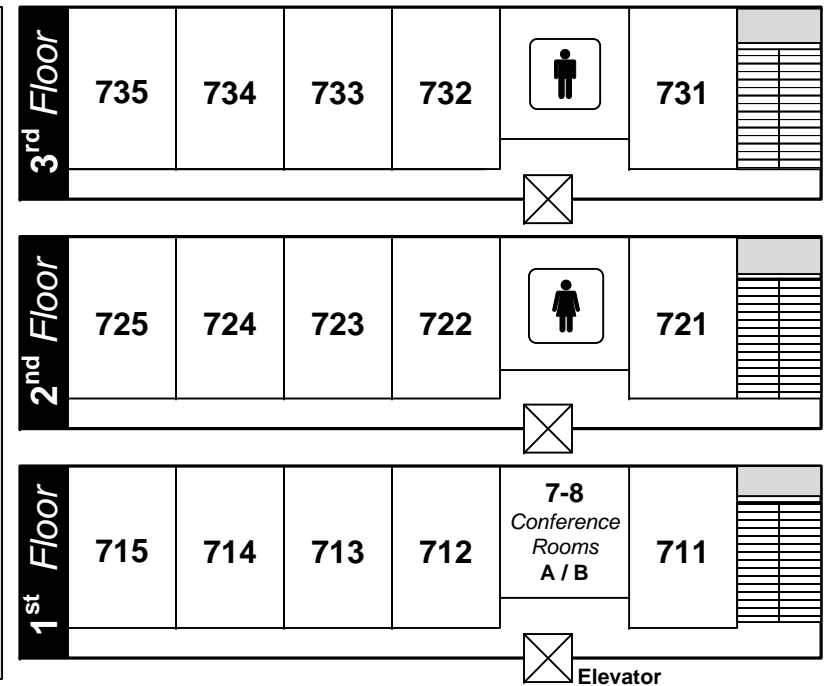 3rd Floor
735 734 733 732 731
2nd Floor
725 724 723 722 721
1st Floor
715 714 713 712
7-8
Conference
Rooms
A / B
711
Elevator